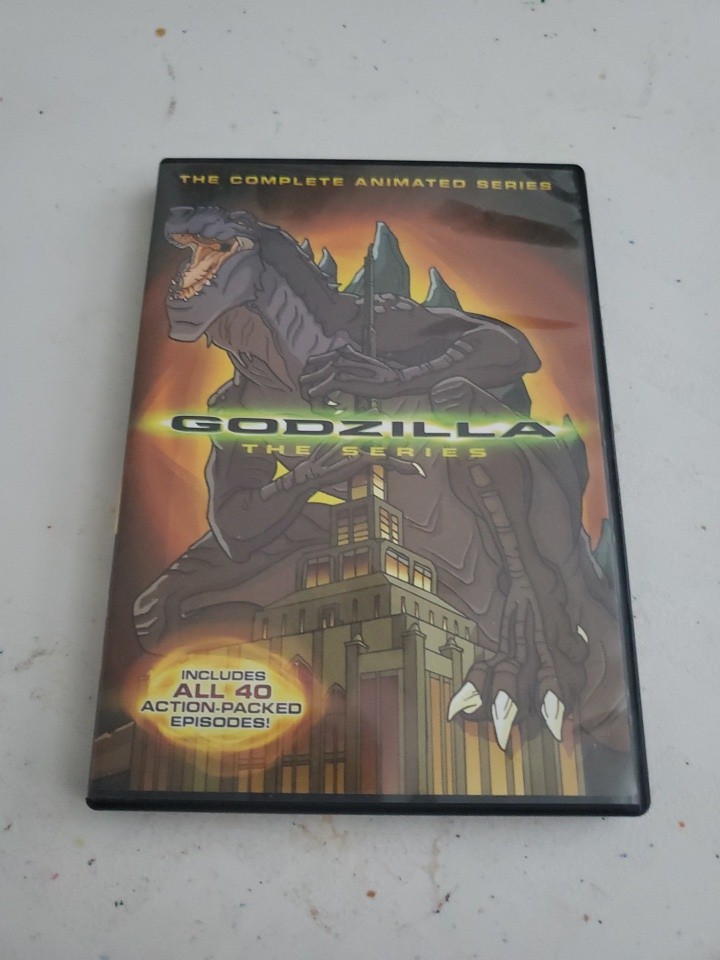 THE COMPLETE ANIMATED SERIES
GODZILLA
THE SERIES
INCLUDES
ALL 40
ACTION-PACKED
EPISODES!